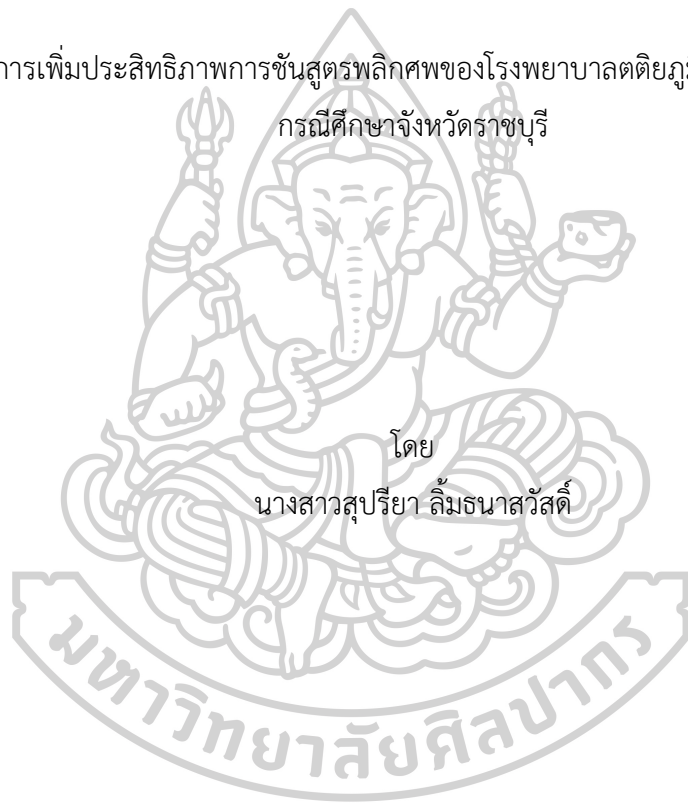 การเพิ่มประสิทธิภาพการชันสูตรพลิกศพของโรงพยาบาลตติยภูมิ
กรณีศึกษาจังหวัดราชบุรี
โดย
นางสาวสุปรียา ลิ้มธนาสวัสดิ์
มหาวิทยาลัยศิลปากร